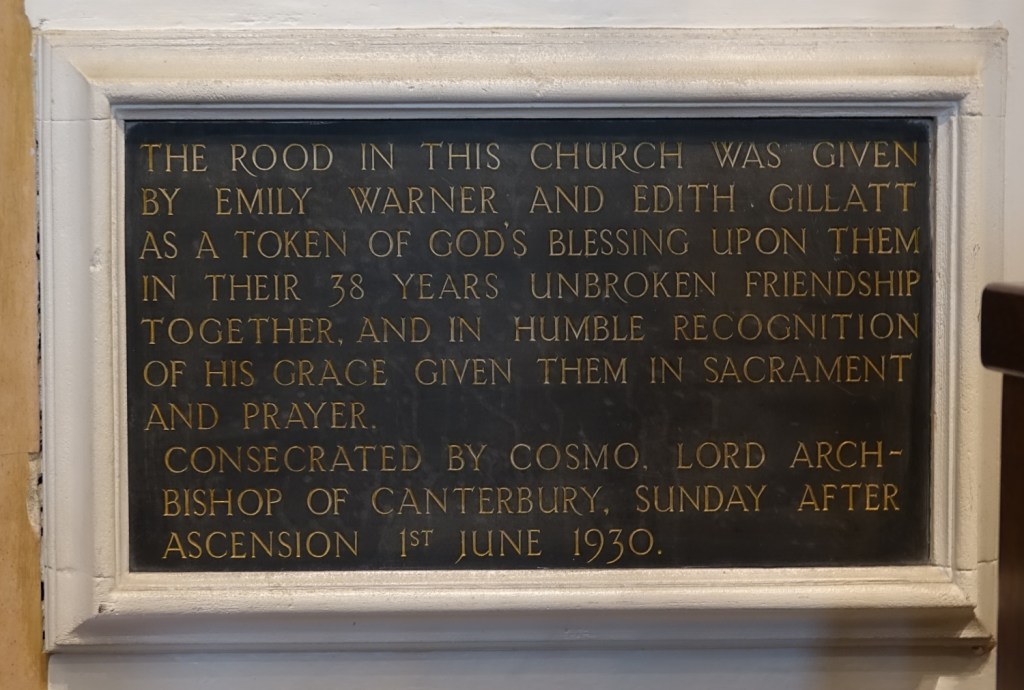 THE ROOD IN THIS CHURCH WAS GIVEN
BY EMILY WARNER AND EDITH GILLATT
AS A TOKEN OF GOD'S BLESSING UPON THEM
IN THEIR 38 YEARS UNBROKEN FRIENDSHIP
TOGETHER, AND IN HUMBLE RECOGNITION
OF HIS GRACE GIVEN THEM IN SACRAMENT
AND PRAYER.
CONSECRATED BY COSMO, LORD ARCH-
BISHOP OF CANTERBURY, SUNDAY AFTER
ASCENSION 1ST JUNE 1930.